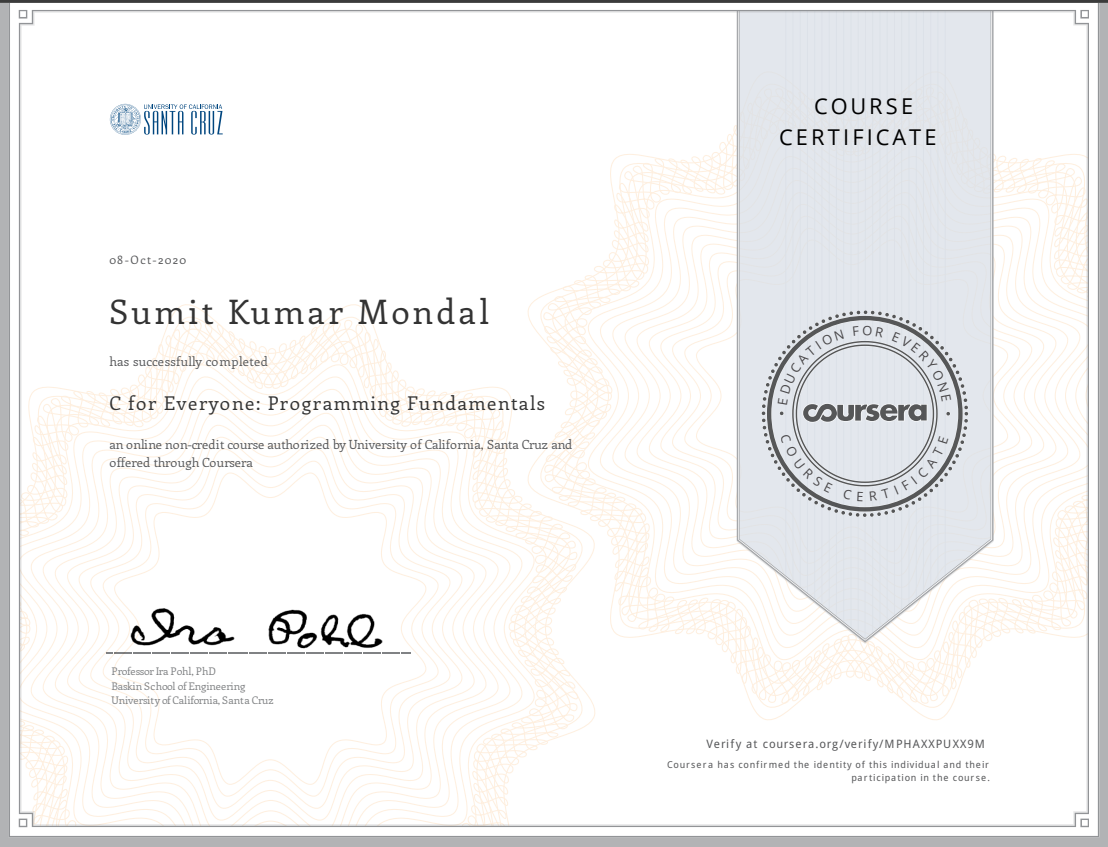 UNIVERSITY OF CALIFORNIA
SANTA CRUZ
COURSE
CERTIFICATE
08-Oct-2020
Sumit Kumar Mondal
has successfully completed
C for Everyone: Programming Fundamentals
an online non-credit course authorized by University of California, Santa Cruz and
offered through Coursera
EDUCATION FOR EVERYONE
coursera
COURSE CERTIFICATE
Ira Pohl
Professor Ira Pohl, PhD
Baskin School of Engineering
University of California, Santa Cruz
Verify at coursera.org/verify/MPHAXXPUXX9M
Coursera has confirmed the identity of this individual and their
participation in the course.